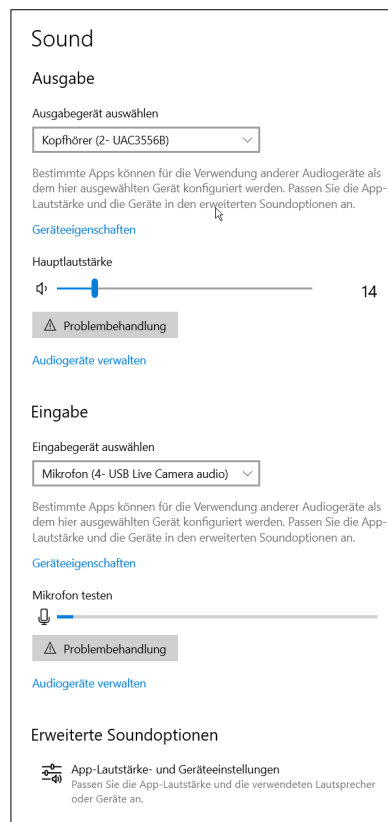 Sound
Ausgabe
Ausgabegerät auswählen
Kopfhörer (2- UAC3556B)
Bestimmte Apps können für die Verwendung anderer Audiogeräte als
dem hier ausgewählten Gerät konfiguriert werden. Passen Sie die App-
Lautstärke und die Geräte in den erweiterten Soundoptionen an.
Geräteeigenschaften
Hauptlautstärke
14
Problembehandlung
Audiogeräte verwalten
Eingabe
Eingabegerät auswählen
Mikrofon (4- USB Live Camera audio)
Bestimmte Apps können für die Verwendung anderer Audiogeräte als
dem hier ausgewählten Gerät konfiguriert werden. Passen Sie die App-
Lautstärke und die Geräte in den erweiterten Soundoptionen an.
Geräteeigenschaften
Mikrofon testen
Problembehandlung
Audiogeräte verwalten
Erweiterte Soundoptionen
App-Lautstärke- und Geräteeinstellungen
Passen Sie die App-Lautstärke und die verwendeten Lautsprecher
oder Geräte an.